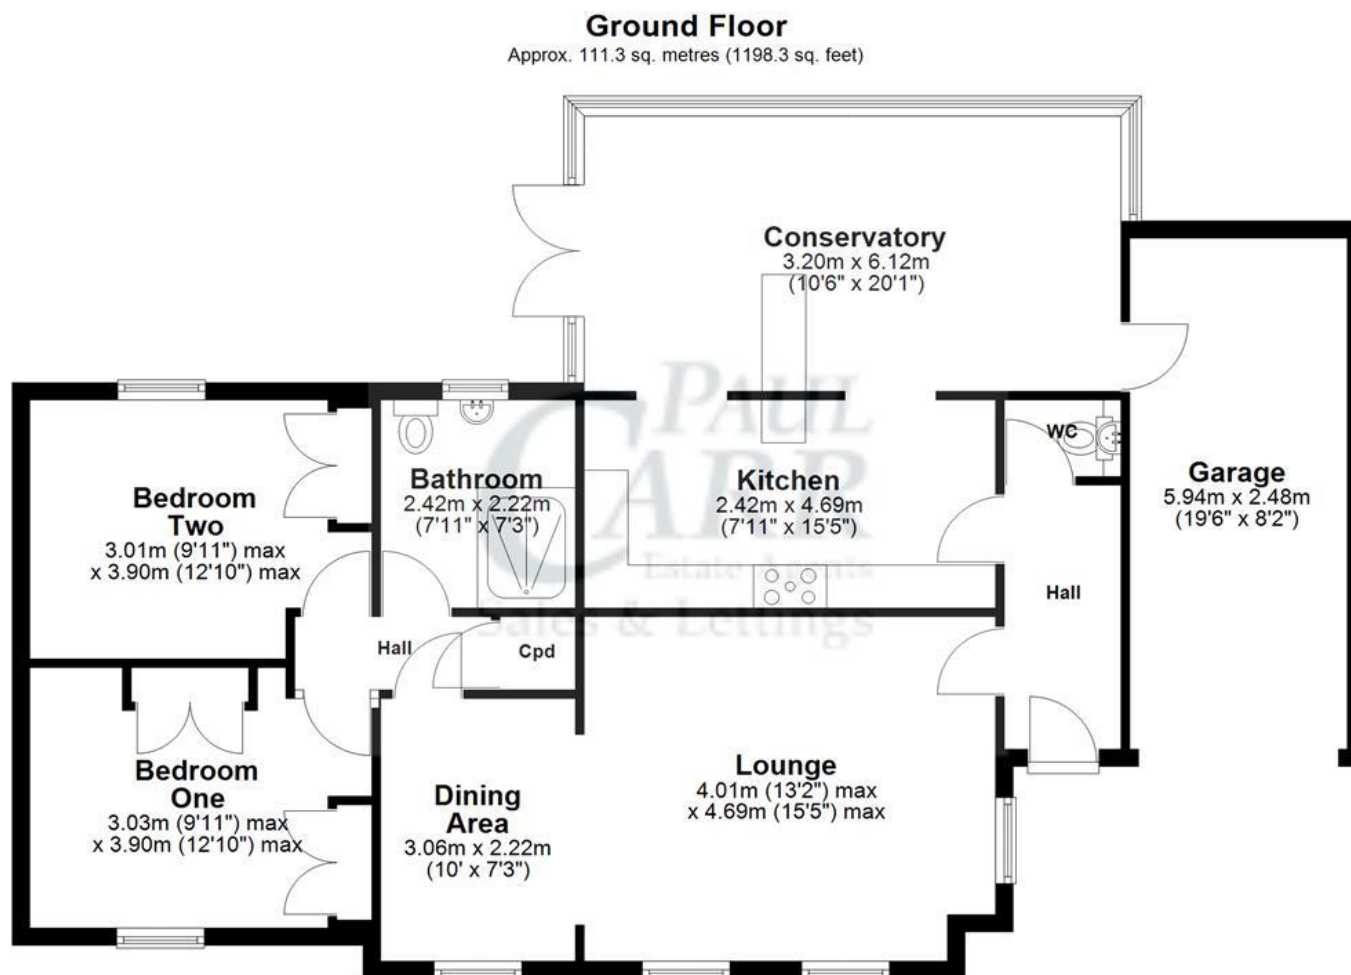 Ground Floor
Approx. 111.3 sq. metres (1198.3 sq. feet)
Conservatory
3.20m x 6.12m
(10'6" x 20'1")
PAUL
CARR
Estate Agents
Sales & Lettings
Bedroom
Two
3.01m (9'11") max
x 3.90m (12'10") max
Bathroom
2.42m x 2.22m
(7'11" x 7'3")
Kitchen
2.42m x 4.69m
(7'11" x 15'5")
WC
Garage
5.94m x 2.48m
(19'6" x 8'2")
Hall
Hall
Cpd
Bedroom
One
3.03m (9'11") max
x 3.90m (12'10") max
Dining
Area
3.06m x 2.22m
(10' x 7'3")
Lounge
4.01m (13'2") max
x 4.69m (15'5") max